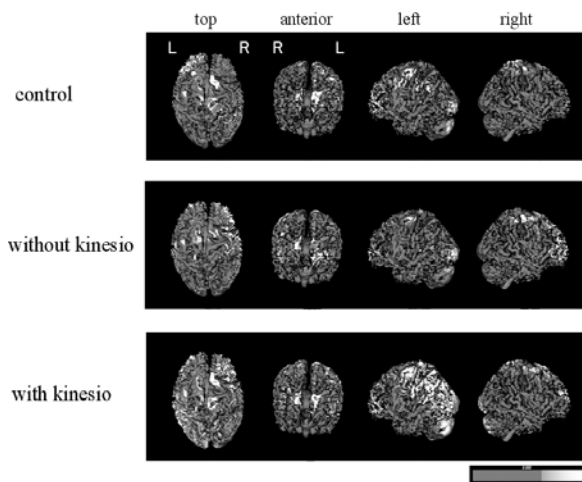 top anterior left right
L R R L
control
without kinesio
with kinesio